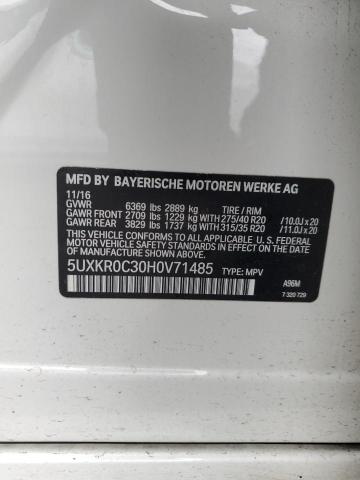 MFD BY BAYERISCHE MOTOREN WERKE AG
11/16
GVWR 6369 lbs 2889 kg TIRE / RIM
GAWR FRONT 2709 lbs 1229 kg WITH 275/40 R20 /10.0J x 20
GAWR REAR 3829 lbs 1737 kg WITH 315/35 R20 /11.0J x 20
THIS VEHICLE CONFORMS TO ALL APPLICABLE U.S. FEDERAL
MOTOR VEHICLE SAFETY STANDARDS IN EFFECT ON
THE DATE OF MANUFACTURE SHOWN ABOVE.
5UXKR0C30H0V71485 TYPE: MPV
A96M
7 320 729